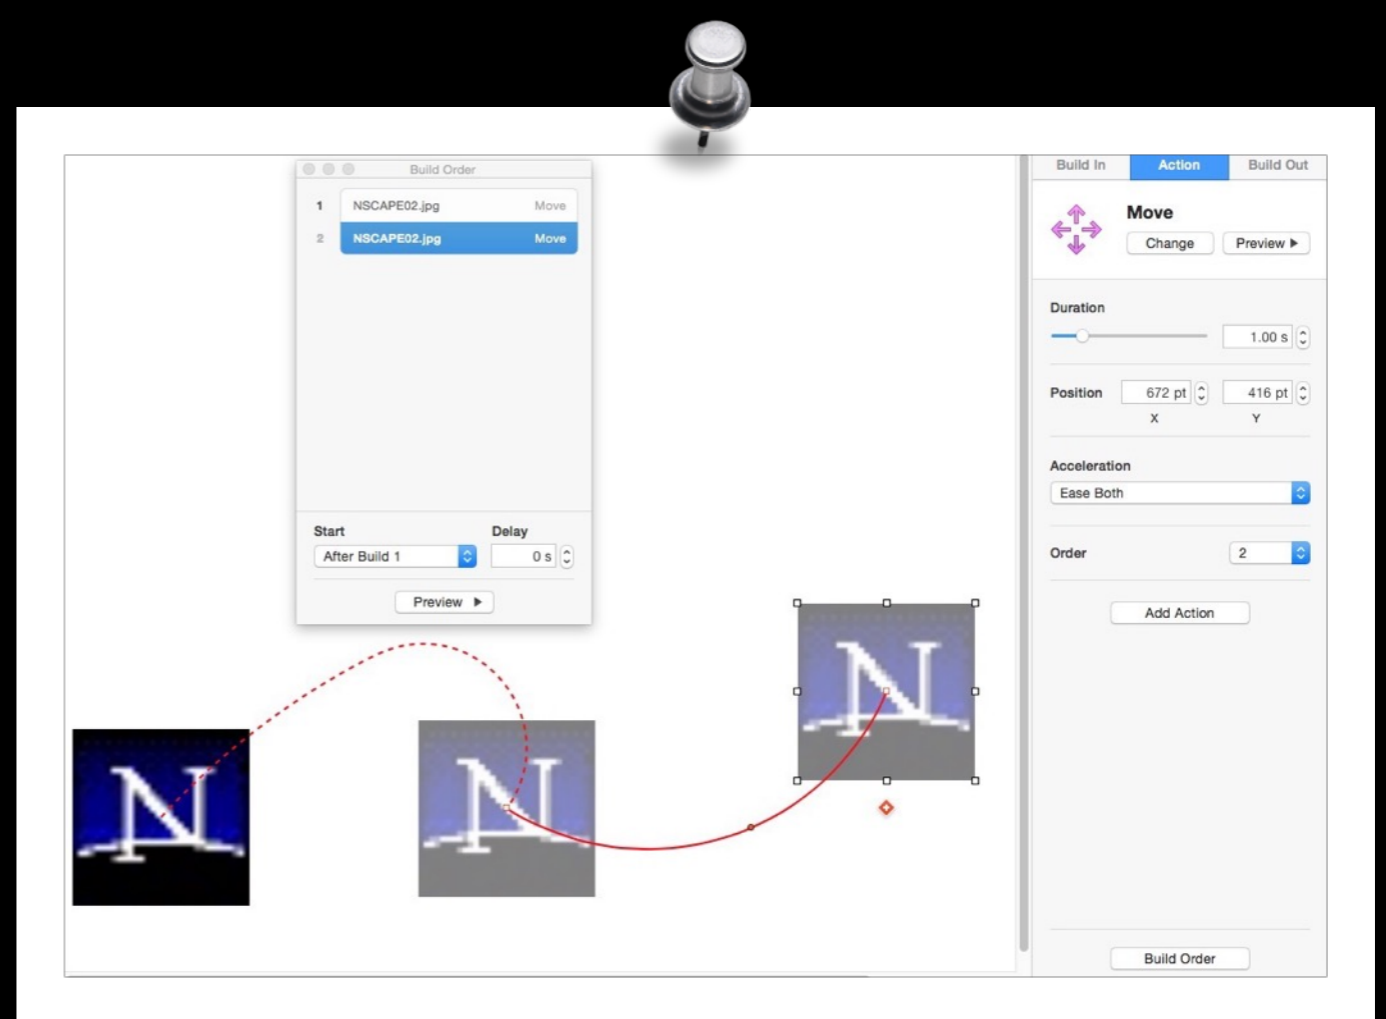 Build Order
1 NSCAPE02.jpg Move
2 NSCAPE02.jpg Move
Start Delay
After Build 1 0 s
Preview
N
N
N
Build In Action Build Out
Move
Change Preview
Duration
1.00 s
Position 672 pt 416 pt
X Y
Acceleration
Ease Both
Order 2
Add Action
Build Order